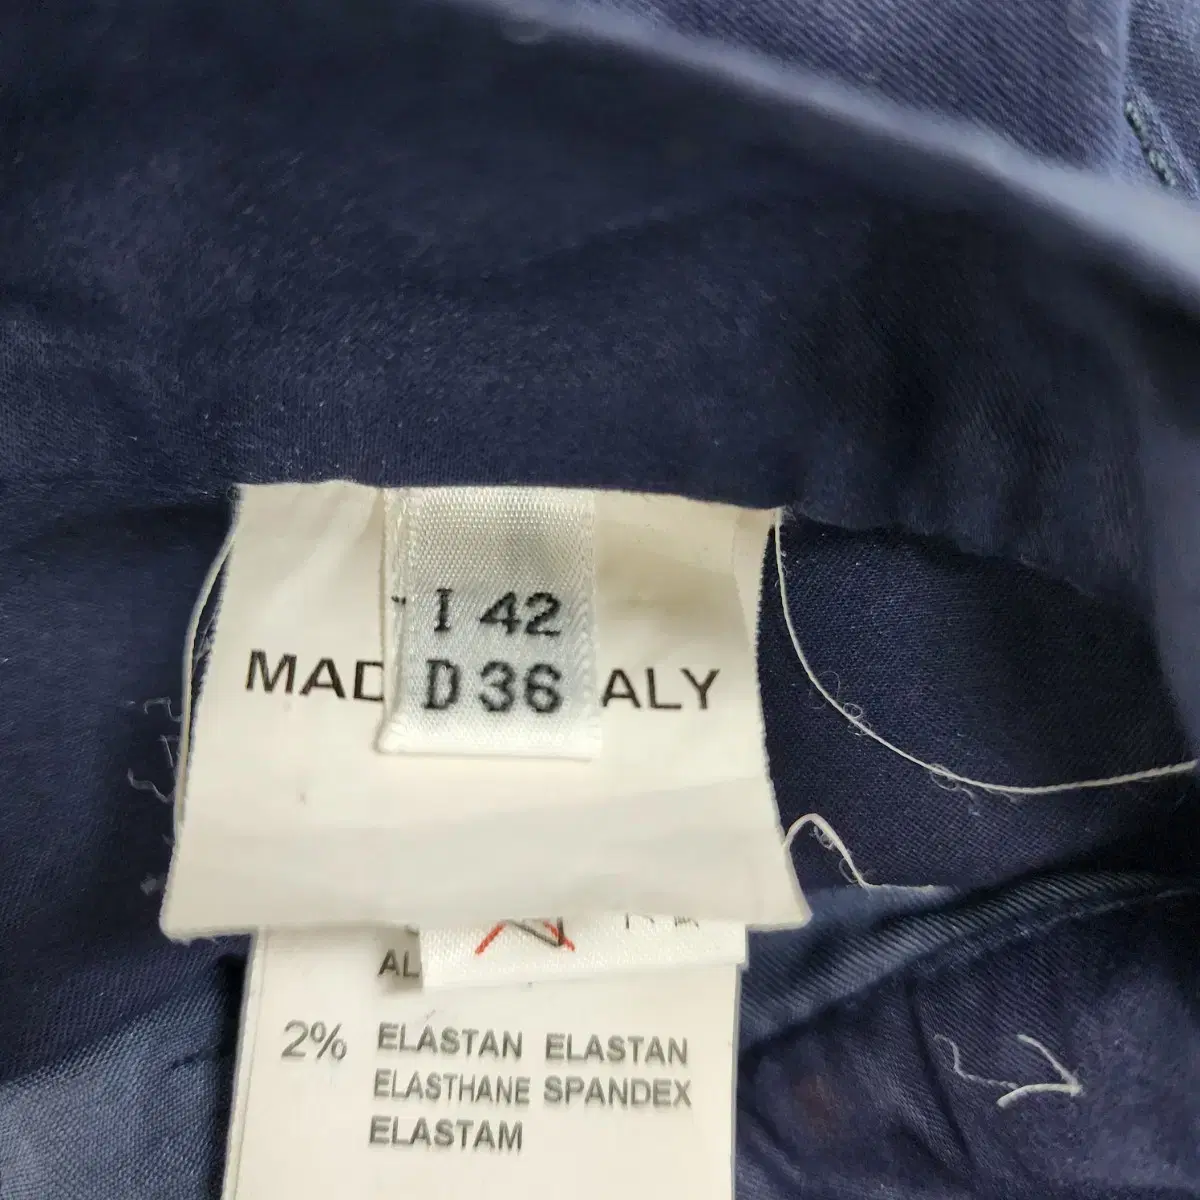 I 42
D 36
MAD ALY
AL
2% ELASTAN ELASTAN
ELASTHANE SPANDEX
ELASTAM